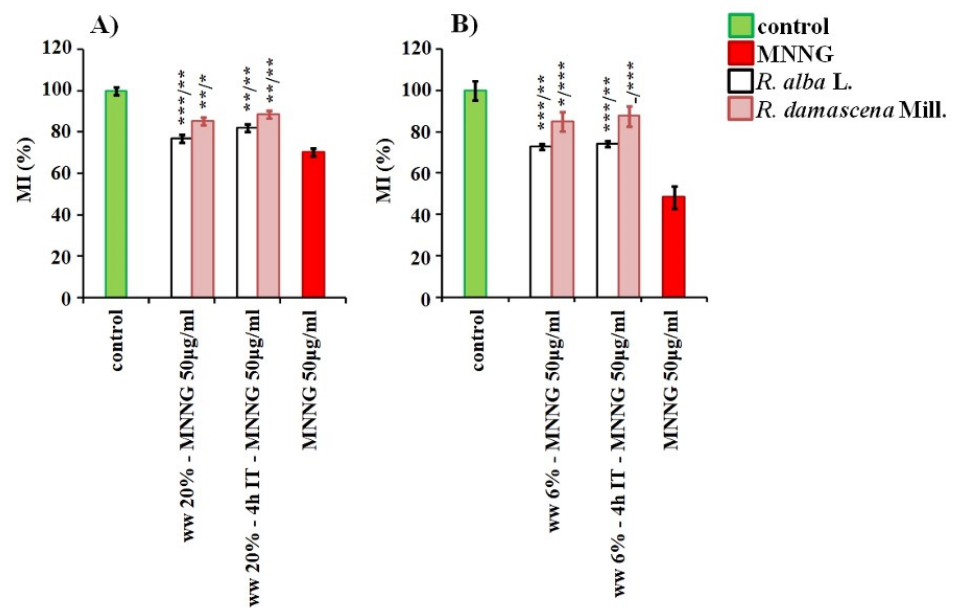 A)
MI (%)
120
100
80
60
40
20
0
***/**
**/*
**/**
**/**
control
ww 20% - MNNG 50µg/ml
ww 20% - 4h IT - MNNG 50µg/ml
MNNG 50µg/ml
B)
MI (%)
120
100
80
60
40
20
0
***/**
*/***
***/**
–/***
control
ww 6% - MNNG 50µg/ml
ww 6% - 4h IT - MNNG 50µg/ml
MNNG 50µg/ml
control
MNNG
R. alba L.
R. damascena Mill.